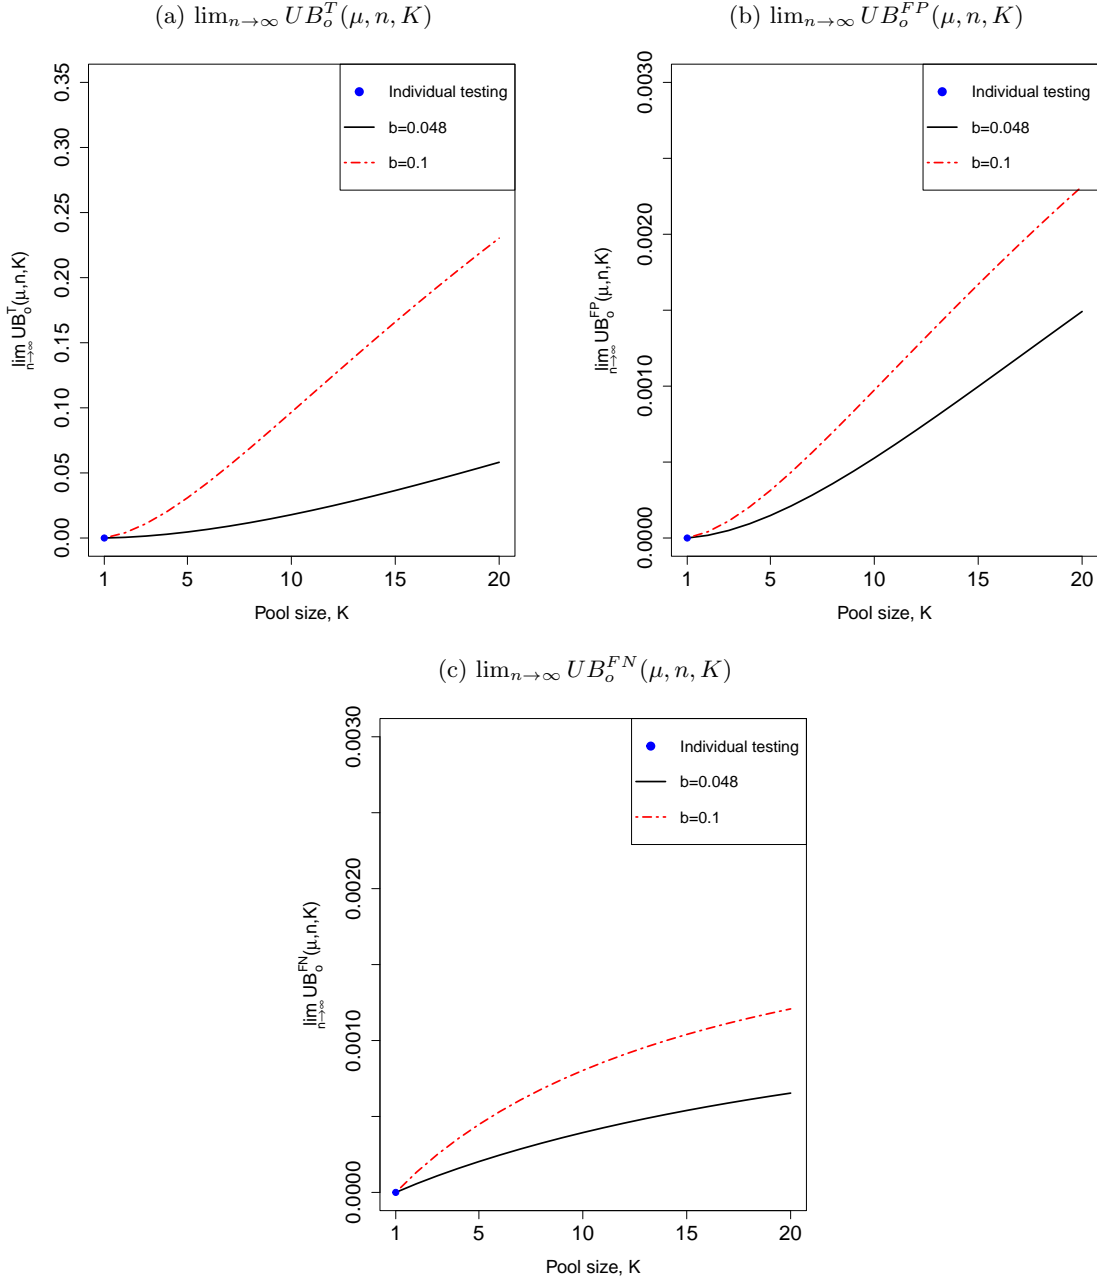 (a) lim_{n→∞} UB_o^T(μ, n, K)
0.00 0.05 0.10 0.15 0.20 0.25 0.30 0.35
lim_{n→∞} UB_o^T(μ,n,K)
Individual testing
b=0.048
b=0.1
1 5 10 15 20
Pool size, K
(b) lim_{n→∞} UB_o^{FP}(μ, n, K)
0.0000 0.0010 0.0020 0.0030
lim_{n→∞} UB_o^{FP}(μ,n,K)
Individual testing
b=0.048
b=0.1
1 5 10 15 20
Pool size, K
(c) lim_{n→∞} UB_o^{FN}(μ, n, K)
0.0000 0.0010 0.0020 0.0030
lim_{n→∞} UB_o^{FN}(μ,n,K)
Individual testing
b=0.048
b=0.1
1 5 10 15 20
Pool size, K